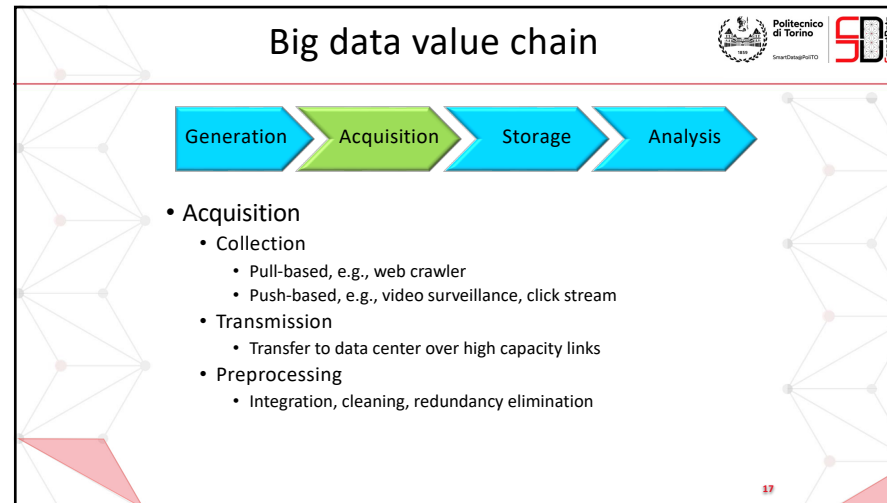 Big data value chain
Politecnico
di Torino
1859
SmartData@PoliTO
Generation
Acquisition
Storage
Analysis
• Acquisition
• Collection
• Pull-based, e.g., web crawler
• Push-based, e.g., video surveillance, click stream
• Transmission
• Transfer to data center over high capacity links
• Preprocessing
• Integration, cleaning, redundancy elimination
17